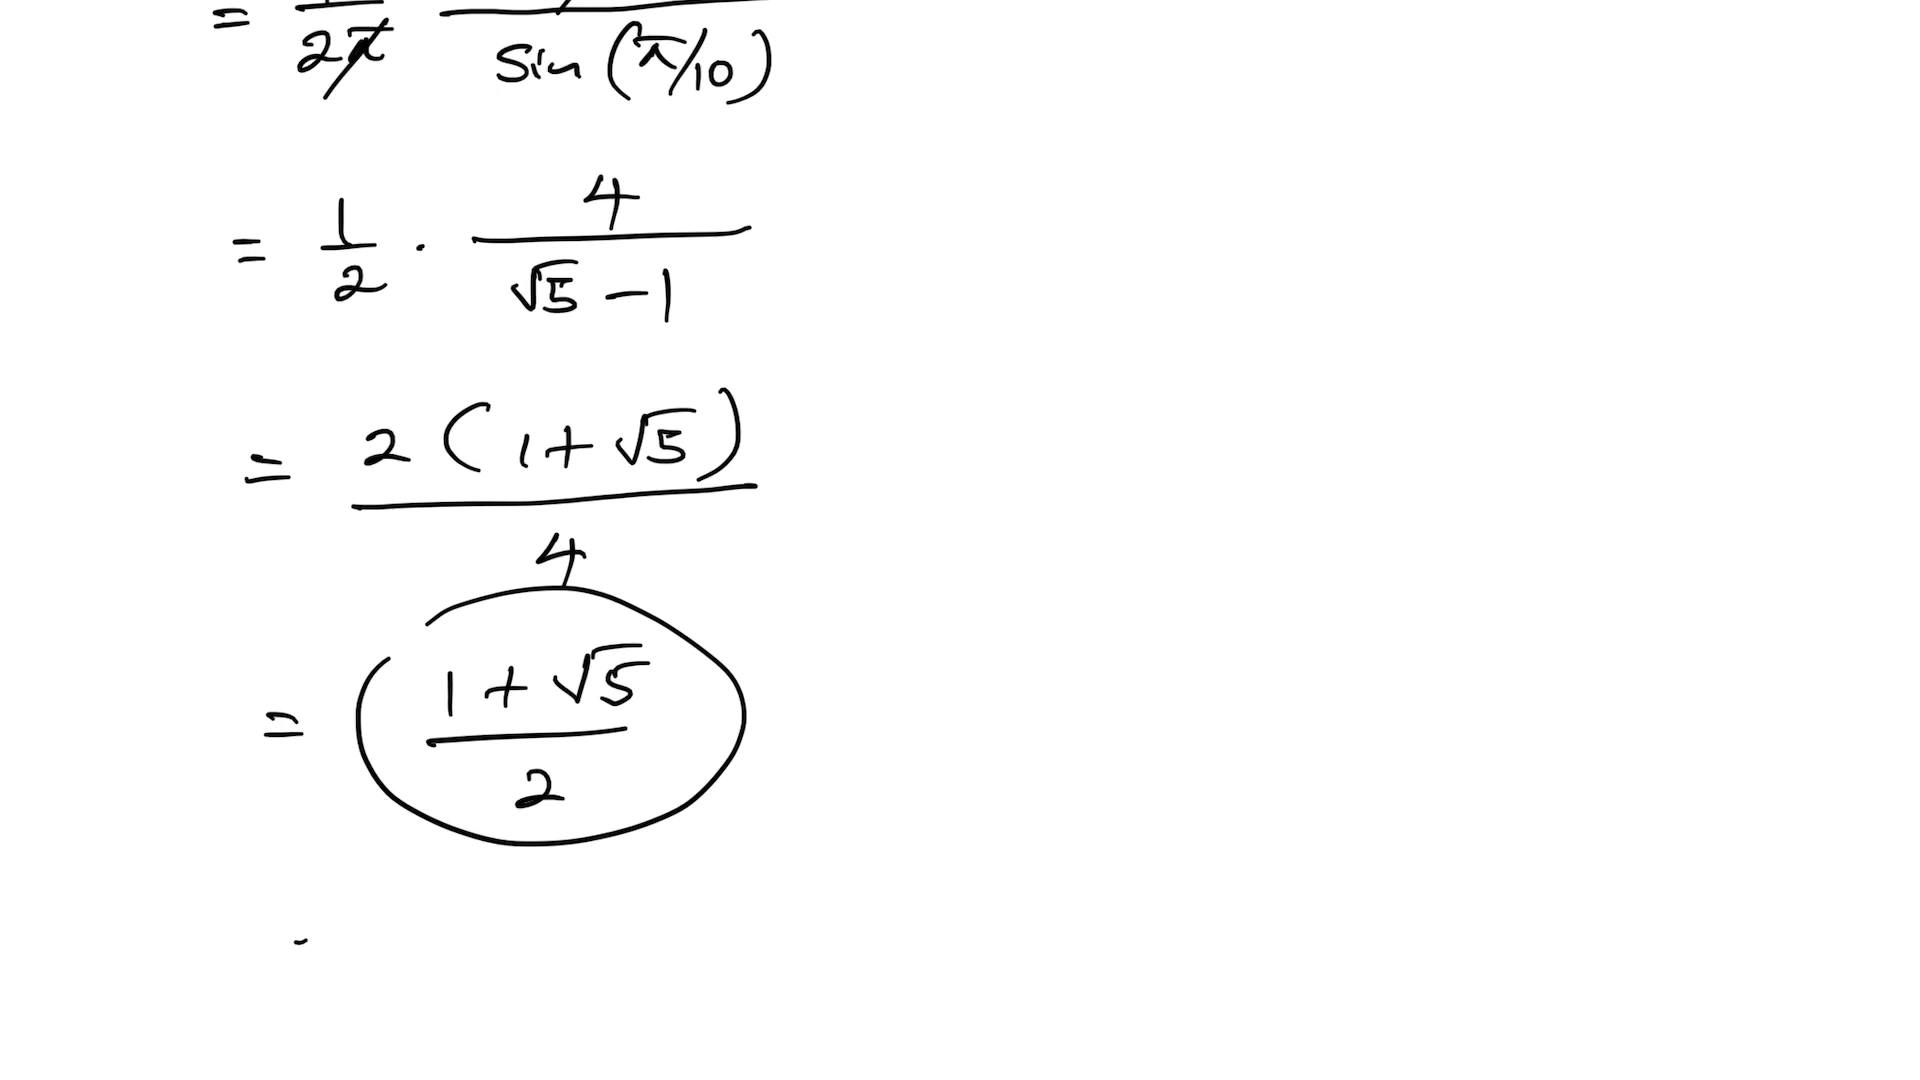 = 1/2π · π/sin(π/10)
= 1/2 · 4/(√5 - 1)
= 2(1+√5)/4
= (1+√5)/2